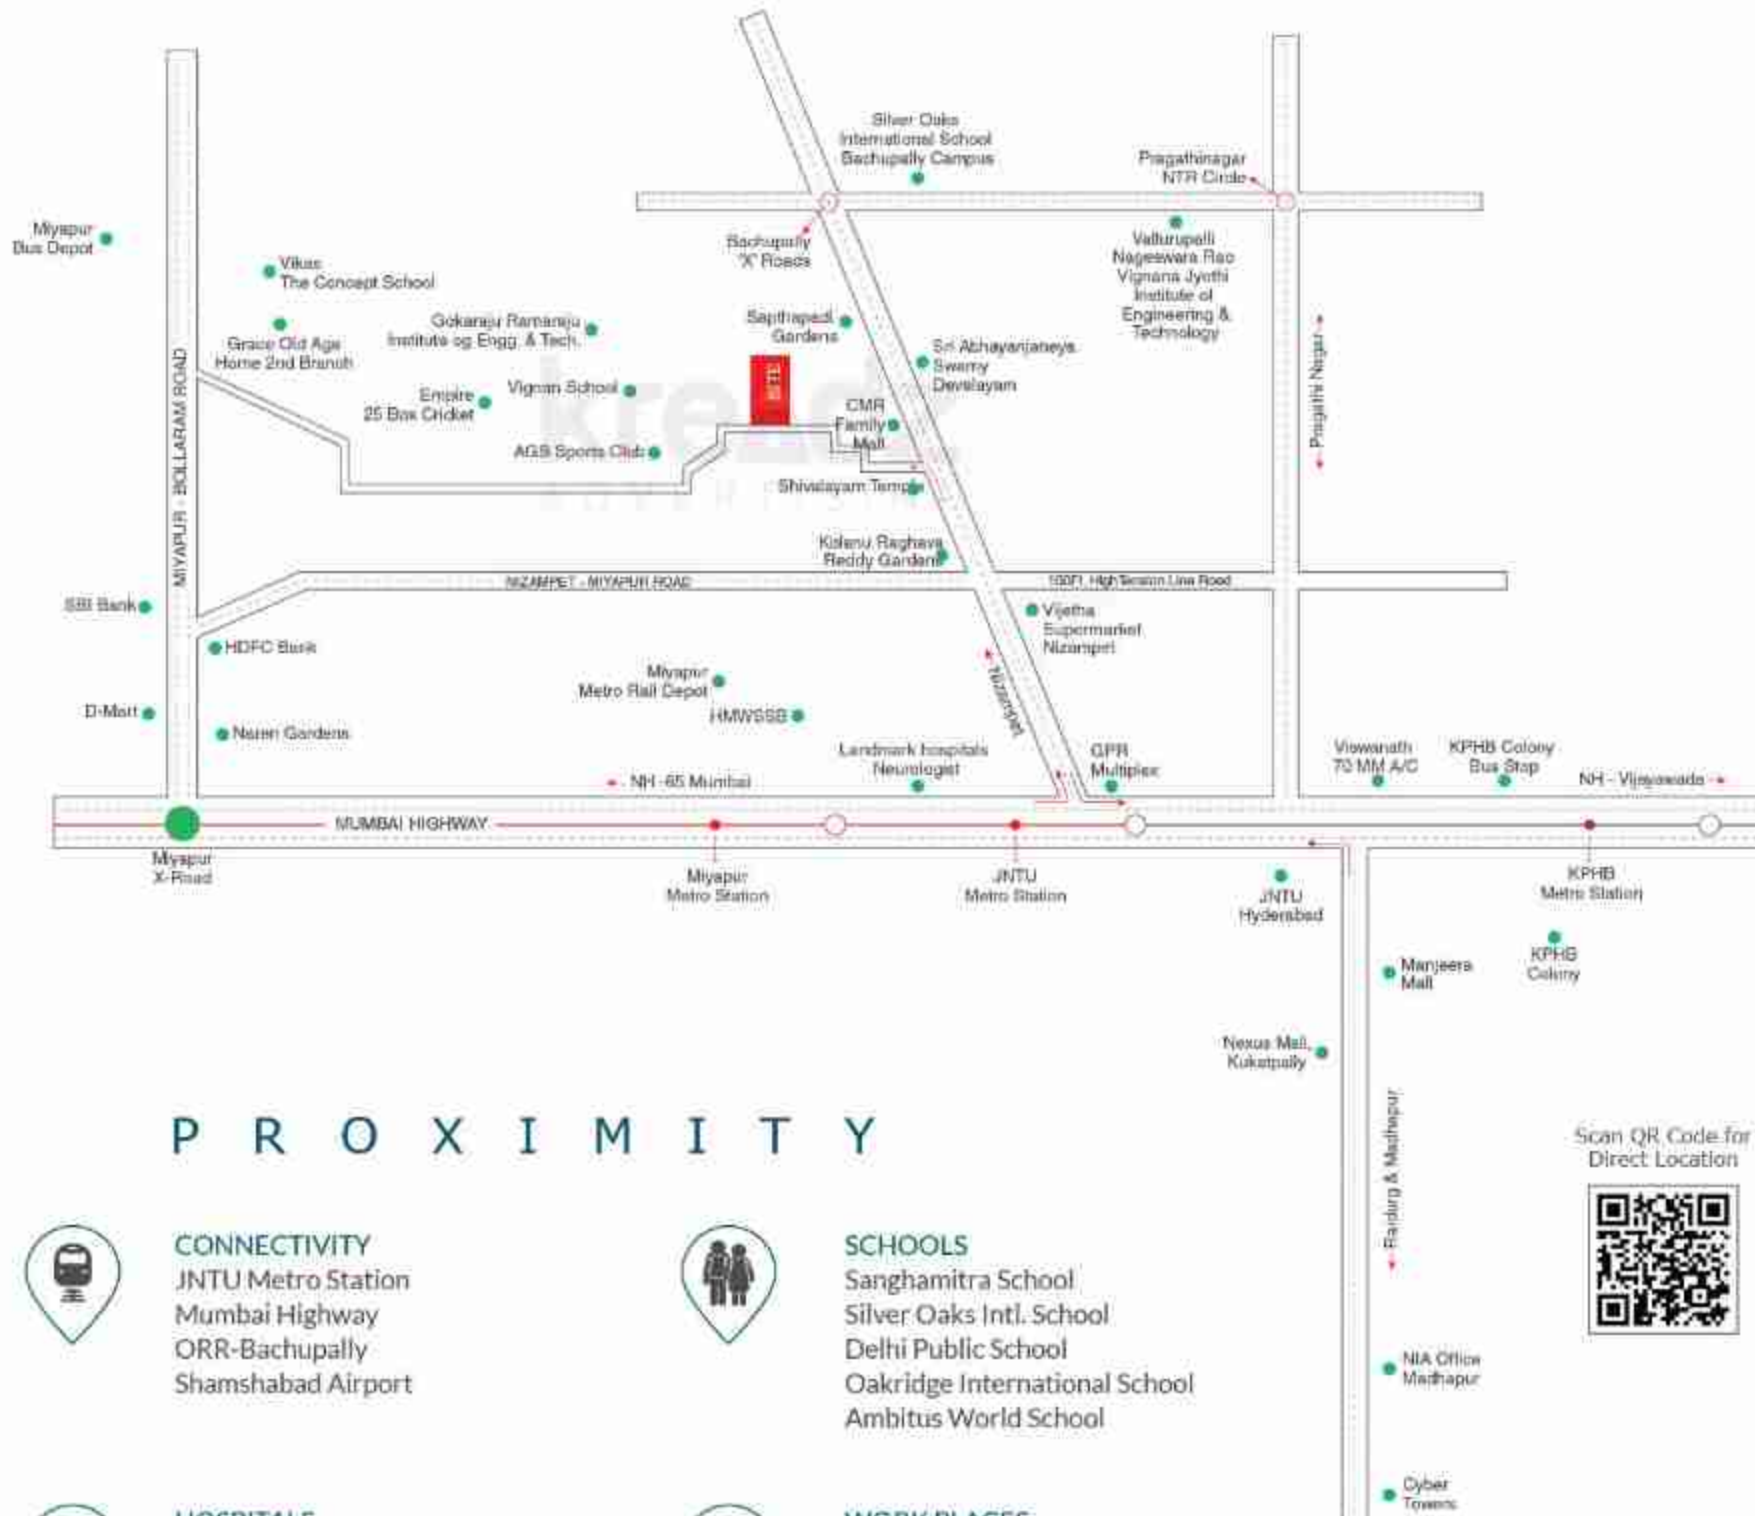 Silver Oaks
International School
Bachupally Campus
Pragathinagar
NTR Circle
Miyapur
Bus Depot
Bachupally
'X' Roads
Vallurupalli
Nageswara Rao
Vignana Jyothi
Institute of
Engineering &
Technology
Vikas
The Concept School
Gokaraju Ramaraju
Institute og Engg. & Tech.
Sapthapadi
Gardens
Grace Old Age
Home 2nd Branch
Sri Abhayanjaneya
Swamy
Devalayam
Pragathi Nagar
SITE
Empire
25 Box Cricket
Vignan School
CMR
Family
Mall
kre
AGS Sports Club
Shivalayam Temple
MIYAPUR - BOLLARAM ROAD
Kolanu Raghava
Reddy Gardens
NIZAMPET - MIYAPUR ROAD
100Ft. HighTension Line Road
SBI Bank
Vijetha
Supermarket
Nizampet
HDFC Bank
Miyapur
Metro Rail Depot
Nizampet
D-Mart
HMWSSB
Naren Gardens
Landmark hospitals
Neurologist
GPR
Multiplex
Viswanath
70 MM A/C
KPHB Colony
Bus Stop
NH -65 Mumbai
NH - Vijayawada
MUMBAI HIGHWAY
Miyapur
X-Road
Miyapur
Metro Station
JNTU
Metro Station
JNTU
Hyderabad
KPHB
Metro Station
KPHB
Colony
Manjeera
Mall
Nexus Mall,
Kukatpally
Raidurg & Madhapur
Scan QR Code for
Direct Location
NIA Office
Madhapur
Cyber
Towers
PROXIMITY
CONNECTIVITY
JNTU Metro Station
Mumbai Highway
ORR-Bachupally
Shamshabad Airport
SCHOOLS
Sanghamitra School
Silver Oaks Intl. School
Delhi Public School
Oakridge International School
Ambitus World School
HOSPITALS
WORK PLACES